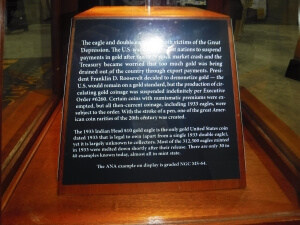 The eagle and double victims of the Great
Depression. The U.S. nations to suspend
payments in gold after market crash and the
Treasury became worried that too much gold was being
drained out of the country through export payments. Presi-
dent Franklin D. Roosevelt decided to demonetize gold — the
U.S. would remain on a gold standard, but the production of cir-
culating gold coinage was suspended indefinitely per Executive
Order #6260. Certain coins with numismatic premiums were ex-
empted, but all then-current coinage, including 1933 eagles, were
subject to the order. With the stroke of a pen, one of the great Amer-
ican coin rarities of the 20th century was created.
The 1933 Indian Head $10 gold eagle is the only gold United States coin
dated 1933 that is legal to own (apart from a single 1933 double eagle),
yet it is largely unknown to collectors. Most of the 312,500 eagles minted
in 1933 were melted down shortly after their release. There are only 30 to
40 examples known today, almost all in mint state.
The ANA example on display is graded NGC MS-64.